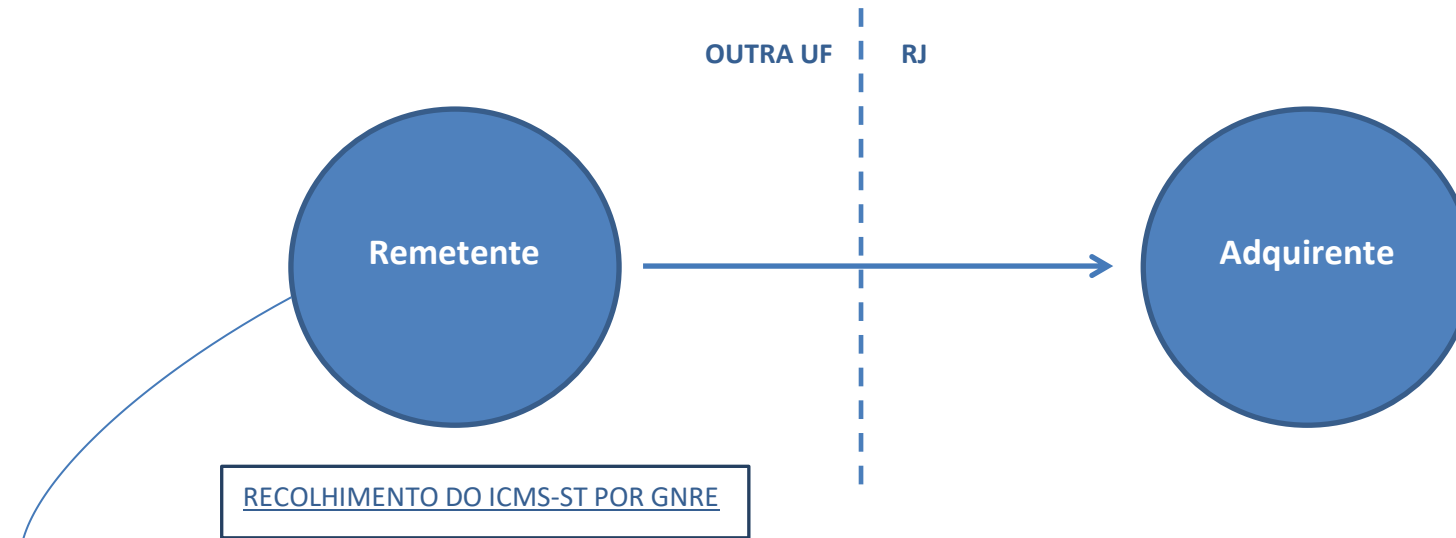 OUTRA UF
RJ
Remetente
Adquirente
RECOLHIMENTO DO ICMS-ST POR GNRE